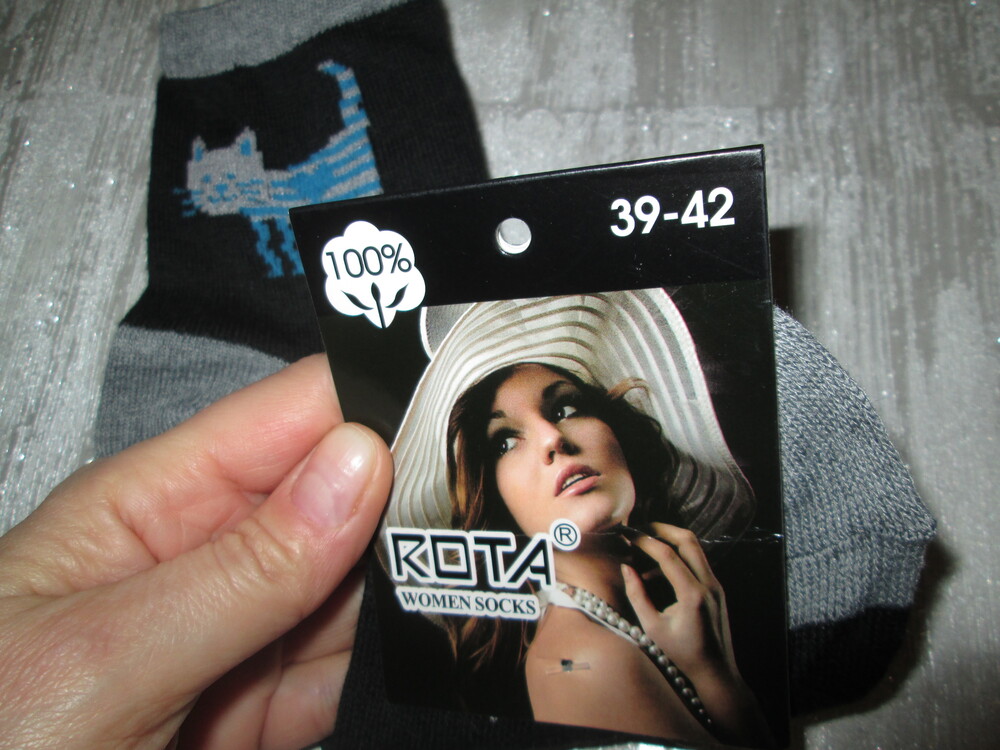 39-42
100%
ROTA®
WOMEN SOCKS